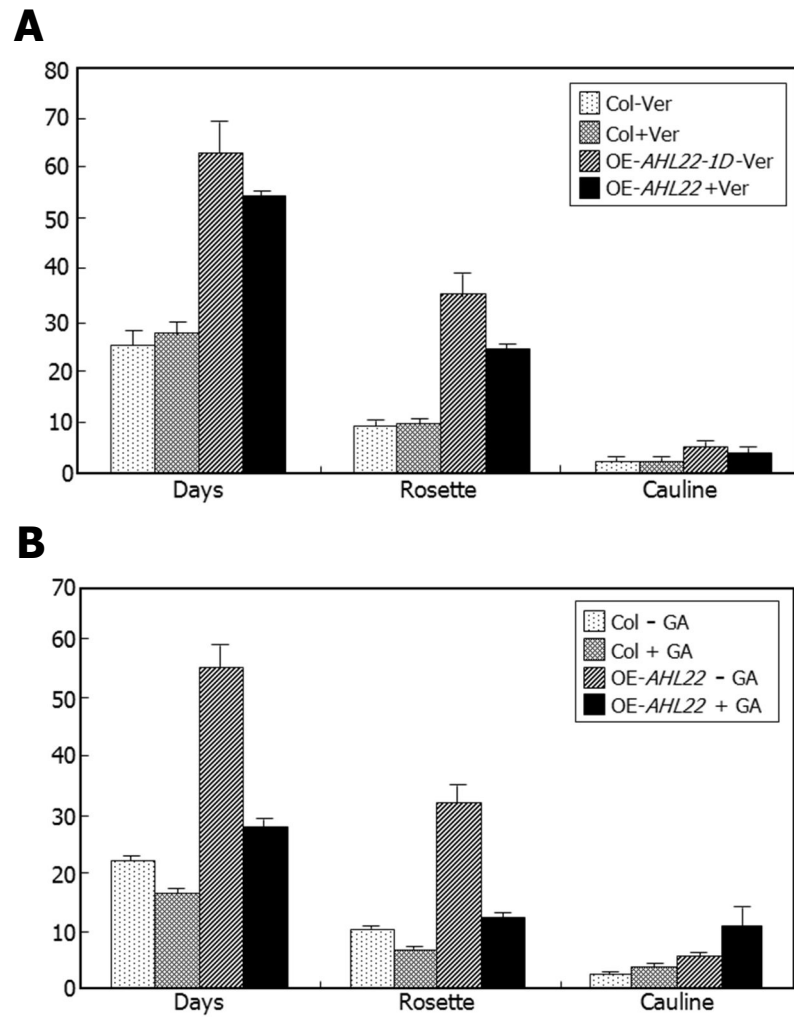 A
80
70
60
50
40
30
20
10
0
Col-Ver
Col+Ver
OE-AHL22-1D-Ver
OE-AHL22+Ver
Days Rosette Cauline
B
70
60
50
40
30
20
10
0
Col - GA
Col + GA
OE-AHL22 - GA
OE-AHL22 + GA
Days Rosette Cauline